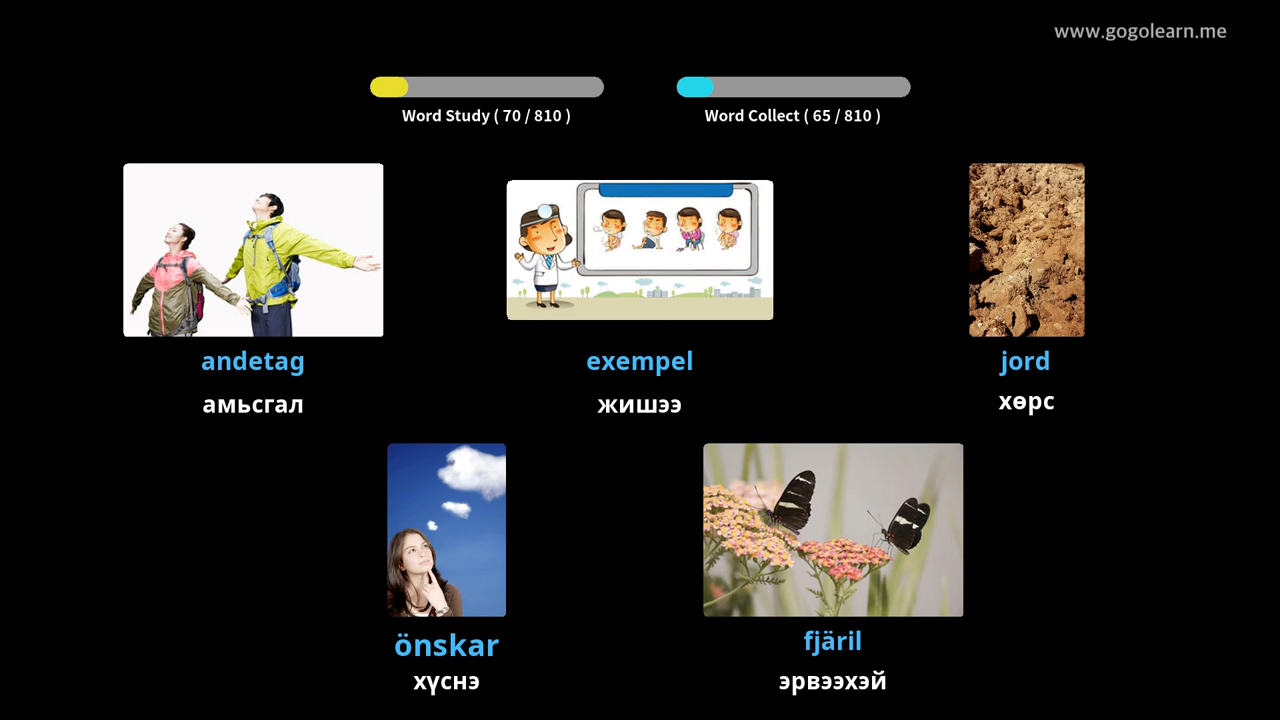 www.gogolearn.me
Word Study ( 70 / 810 )
Word Collect ( 65 / 810 )
andetag
амьсгал
exempel
жишээ
jord
хөрс
önskar
хүснэ
fjäril
эрвээхэй